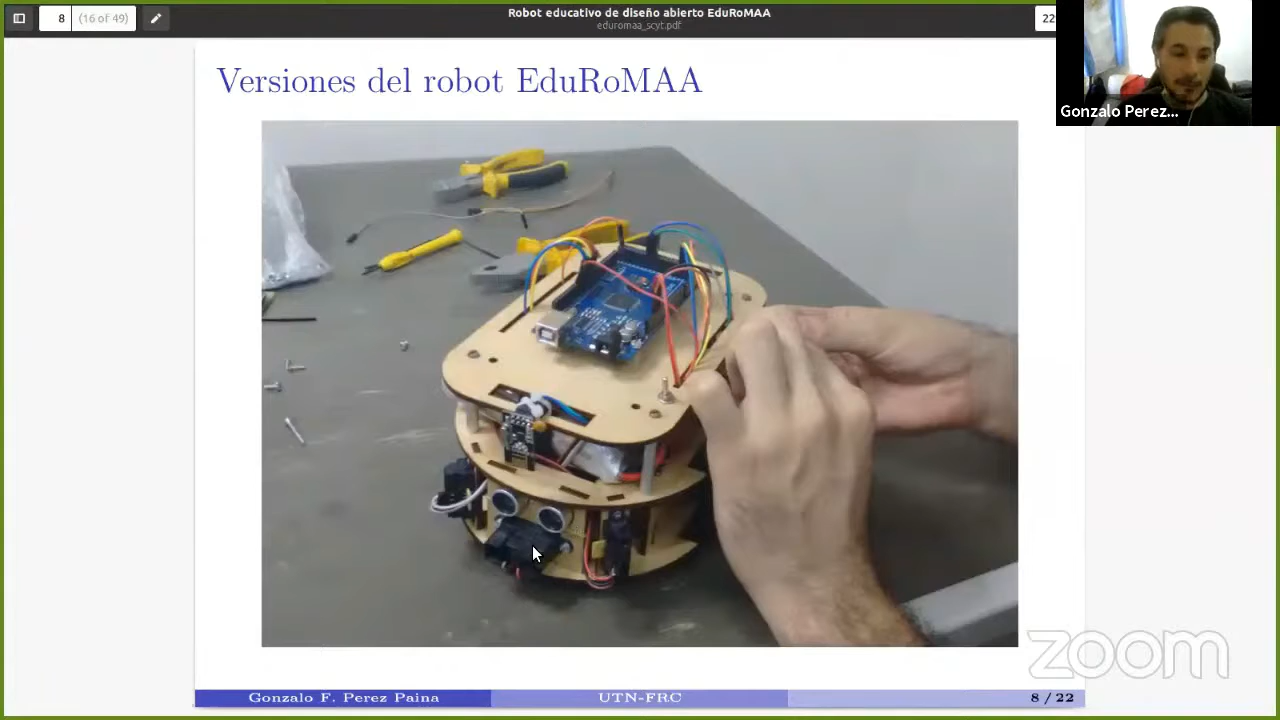 8
(16 of 49)
Robot educativo de diseño abierto EduRoMAA
eduromaa_scyt.pdf
22
Gonzalo Perez...
Versiones del robot EduRoMAA
zoom
Gonzalo F. Perez Paina
UTN-FRC
8 / 22